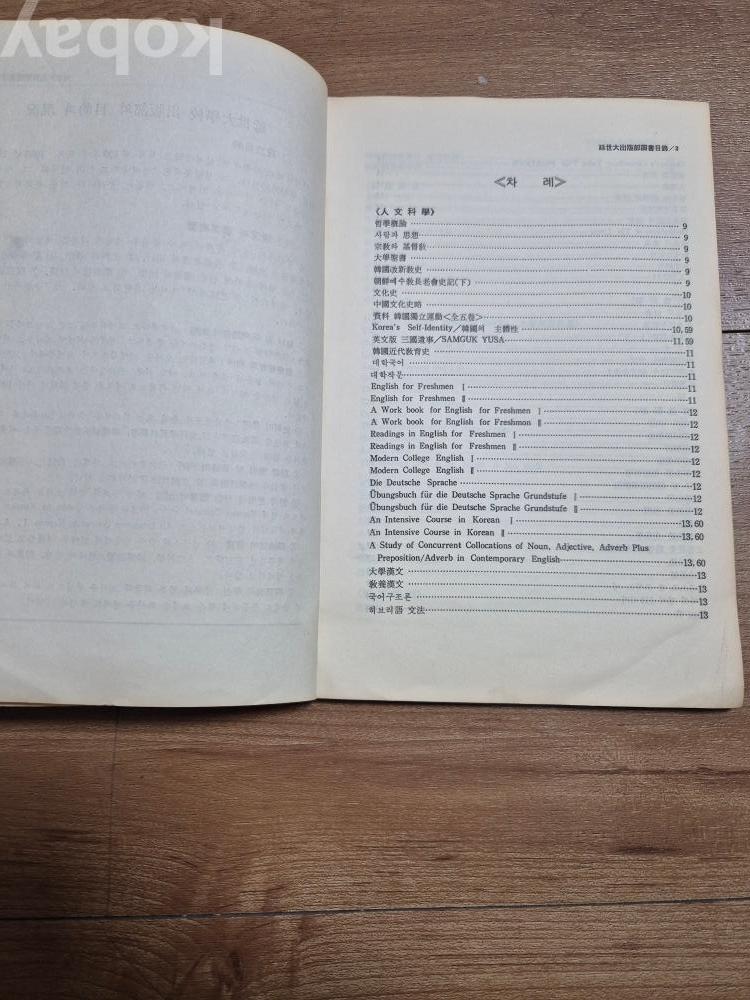 kobay
延世大出版部圖書目錄/3
<차 례>
《人 文 科 學》
哲學槪論 9
사랑과 思想 9
宗敎와 基督敎 9
大學聖書 9
韓國改新敎史 9
朝鮮예수敎長老會史記(下) 9
文化史 10
中國文化史略 10
資料 韓國獨立運動<全五卷> 10
Korea's Self-Identity/韓國의 主體性 10,59
英文版 三國遺事/SAMGUK YUSA 11,59
韓國近代敎育史 11
대학국어 11
대학작문 11
English for Freshmen Ⅰ 11
English for Freshmen Ⅱ 11
A Work book for English for Freshmen Ⅰ 12
A Work book for English for Freshmon Ⅱ 12
Readings in English for Freshmen Ⅰ 12
Readings in English for Freshmen Ⅱ 12
Modern College English Ⅰ 12
Modern College English Ⅱ 12
Die Deutsche Sprache 12
Übungsbuch für die Deutsche Sprache Grundstufe Ⅰ 12
Übungsbuch für die Deutsche Sprache Grundstufe Ⅱ 12
An Intensive Course in Korean Ⅰ 13,60
An Intensive Course in Korean Ⅱ 13,60
A Study of Concurrent Collocations of Noun, Adjective, Adverb Plus
Preposition/Adverb in Contemporary English 13,60
大學漢文 13
敎養漢文 13
국어구조론 13
히브리語 文法 13